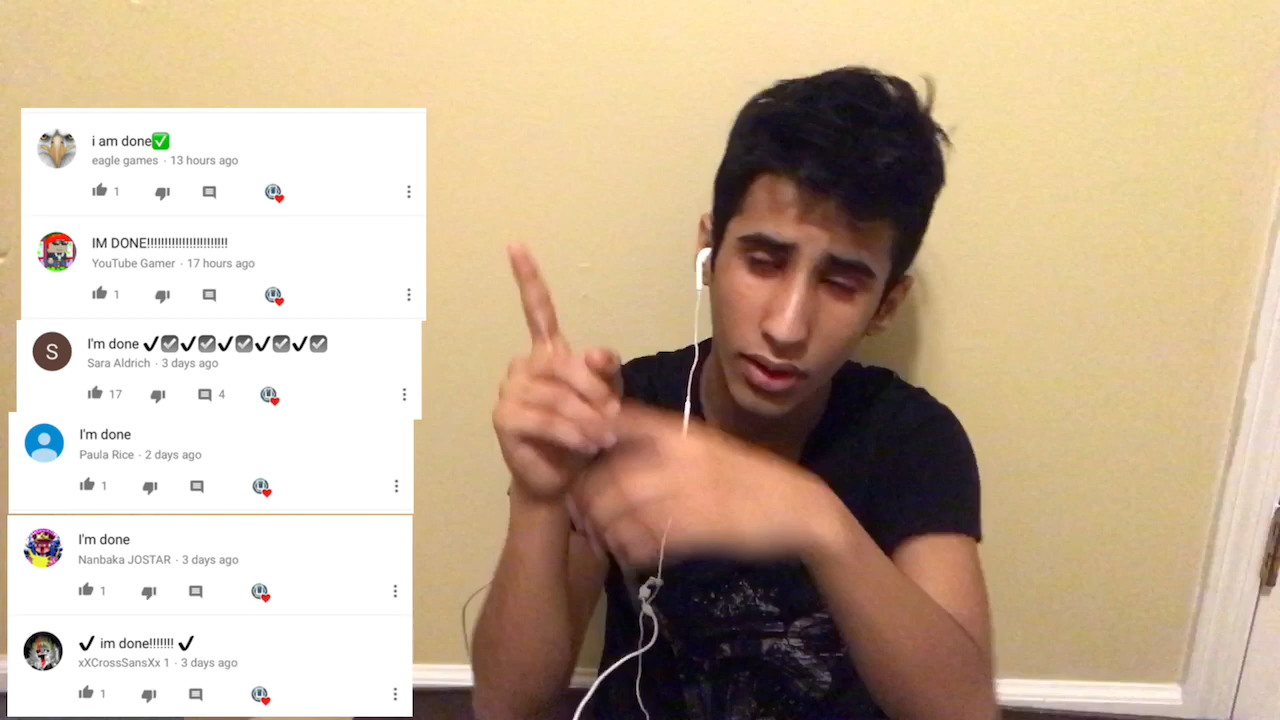 i am done✅
eagle games · 13 hours ago
1
IM DONE!!!!!!!!!!!!!!!!!!!!!!!
YouTube Gamer · 17 hours ago
1
I'm done ✔☑✔☑✔☑✔☑✔☑
Sara Aldrich · 3 days ago
17 4
I'm done
Paula Rice · 2 days ago
1
I'm done
Nanbaka JOSTAR · 3 days ago
1
✔ im done!!!!!!! ✔
xXCrossSansXx 1 · 3 days ago
1
S